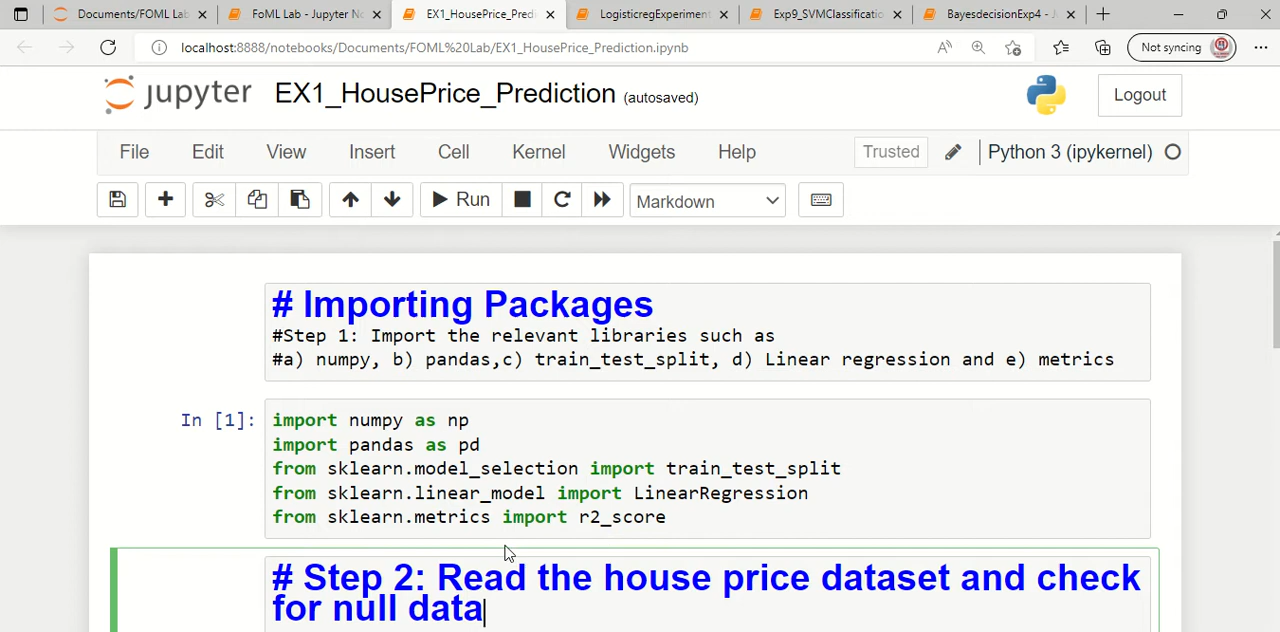 Documents/FOML Lab
FoML Lab - Jupyter No
EX1_HousePrice_Predi
LogisticregExperiment
Exp9_SVMClassificatio
BayesdecisionExp4 - J
localhost:8888/notebooks/Documents/FOML%20Lab/EX1_HousePrice_Prediction.ipynb
Not syncing
jupyter EX1_HousePrice_Prediction (autosaved)
Logout
File Edit View Insert Cell Kernel Widgets Help
Trusted
Python 3 (ipykernel)
Run
Markdown
# Importing Packages
#Step 1: Import the relevant libraries such as
#a) numpy, b) pandas,c) train_test_split, d) Linear regression and e) metrics
In [1]:
import numpy as np
import pandas as pd
from sklearn.model_selection import train_test_split
from sklearn.linear_model import LinearRegression
from sklearn.metrics import r2_score
# Step 2: Read the house price dataset and check
for null data